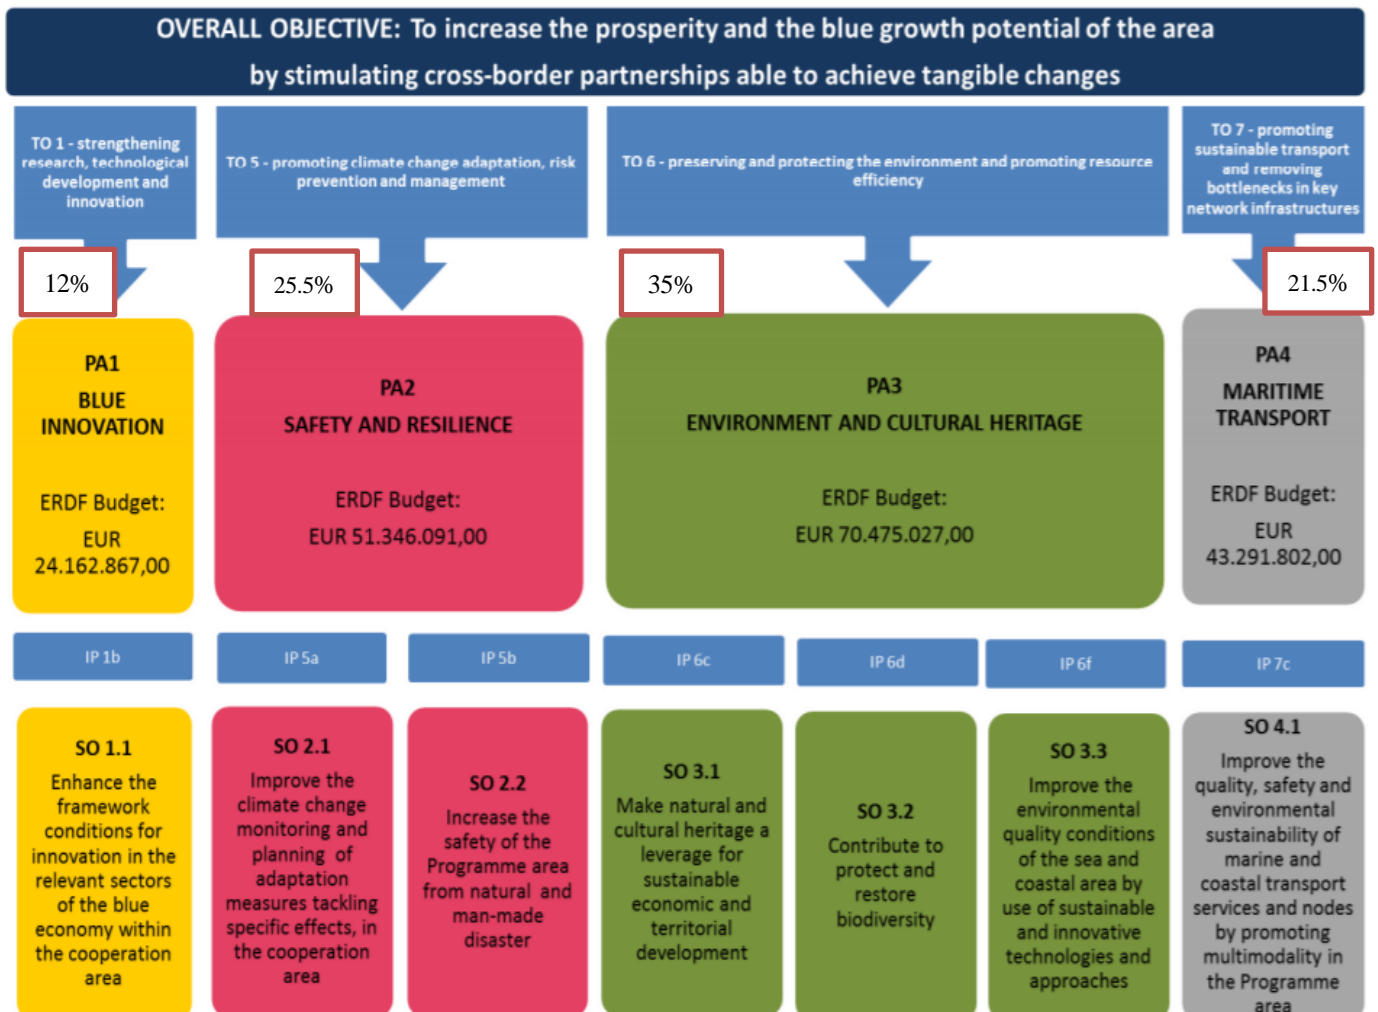 OVERALL OBJECTIVE: To increase the prosperity and the blue growth potential of the area
by stimulating cross-border partnerships able to achieve tangible changes
TO 1 - strengthening
research, technological
development and
innovation
TO 5 - promoting climate change adaptation, risk
prevention and management
TO 6 - preserving and protecting the environment and promoting resource
efficiency
TO 7 - promoting
sustainable transport
and removing
bottlenecks in key
network infrastructures
12%
25.5%
35%
21.5%
PA1
BLUE
INNOVATION
ERDF Budget:
EUR
24.162.867,00
PA2
SAFETY AND RESILIENCE
ERDF Budget:
EUR 51.346.091,00
PA3
ENVIRONMENT AND CULTURAL HERITAGE
ERDF Budget:
EUR 70.475.027,00
PA4
MARITIME
TRANSPORT
ERDF Budget:
EUR
43.291.802,00
IP 1b
IP 5a
IP 5b
IP 6c
IP 6d
IP 6f
IP 7c
SO 1.1
Enhance the
framework
conditions for
innovation in the
relevant sectors
of the blue
economy within
the cooperation
area
SO 2.1
Improve the
climate change
monitoring and
planning of
adaptation
measures tackling
specific effects, in
the cooperation
area
SO 2.2
Increase the
safety of the
Programme area
from natural and
man-made
disaster
SO 3.1
Make natural and
cultural heritage a
leverage for
sustainable
economic and
territorial
development
SO 3.2
Contribute to
protect and
restore
biodiversity
SO 3.3
Improve the
environmental
quality conditions
of the sea and
coastal area by
use of sustainable
and innovative
technologies and
approaches
SO 4.1
Improve the
quality, safety and
environmental
sustainability of
marine and
coastal transport
services and nodes
by promoting
multimodality in
the Programme
area